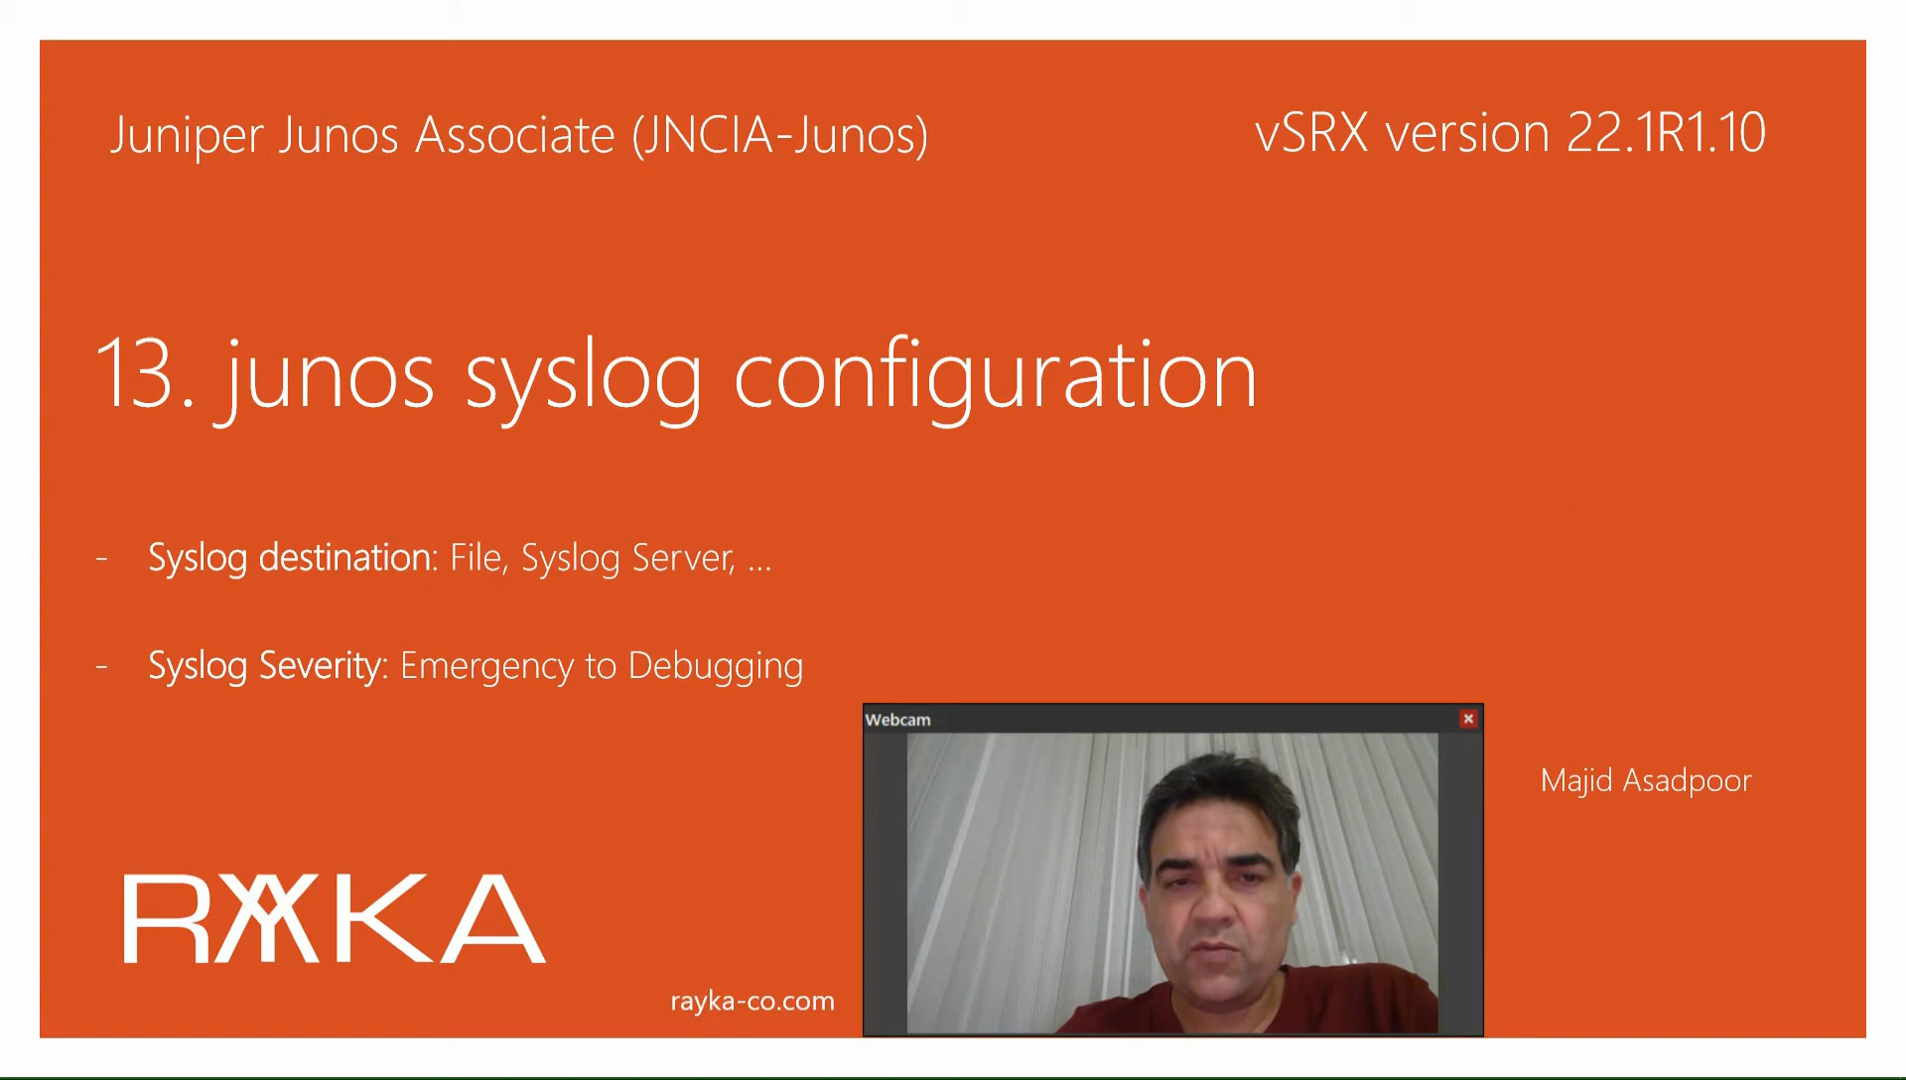 Juniper Junos Associate (JNCIA-Junos)
vSRX version 22.1R1.10
13. junos syslog configuration
- Syslog destination: File, Syslog Server, ...
- Syslog Severity: Emergency to Debugging
Webcam
Majid Asadpoor
RAYKA
rayka-co.com